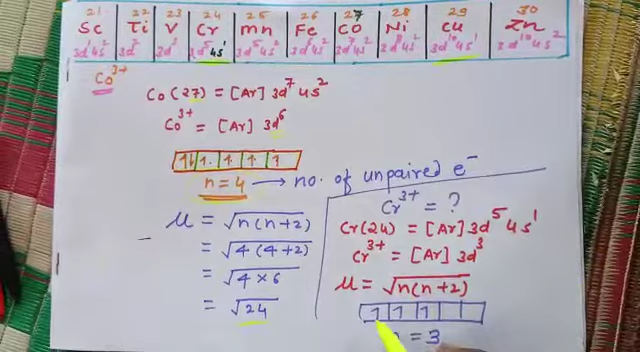 21 22 23 24 25 26 27 28 29 30
Sc Ti V Cr mn Fe Co Ni Cu Zn
3d¹4s² 3d² 3d³ 3d⁵4s¹ 3d⁵4s² 3d⁶4s² 3d⁷4s² 3d⁸4s² 3d¹⁰4s¹ 3d¹⁰4s²
Co³⁺
Co(27) = [Ar] 3d⁷ 4s²
Co³⁺ = [Ar] 3d⁶
↑↓ ↑ ↑ ↑ ↑
n=4 → no. of unpaired e⁻
μ = √n(n+2)
= √4(4+2)
= √4×6
= √24
Cr³⁺ = ?
Cr(24) = [Ar] 3d⁵ 4s¹
Cr³⁺ = [Ar] 3d³
μ = √n(n+2)
↑ ↑ ↑
= 3